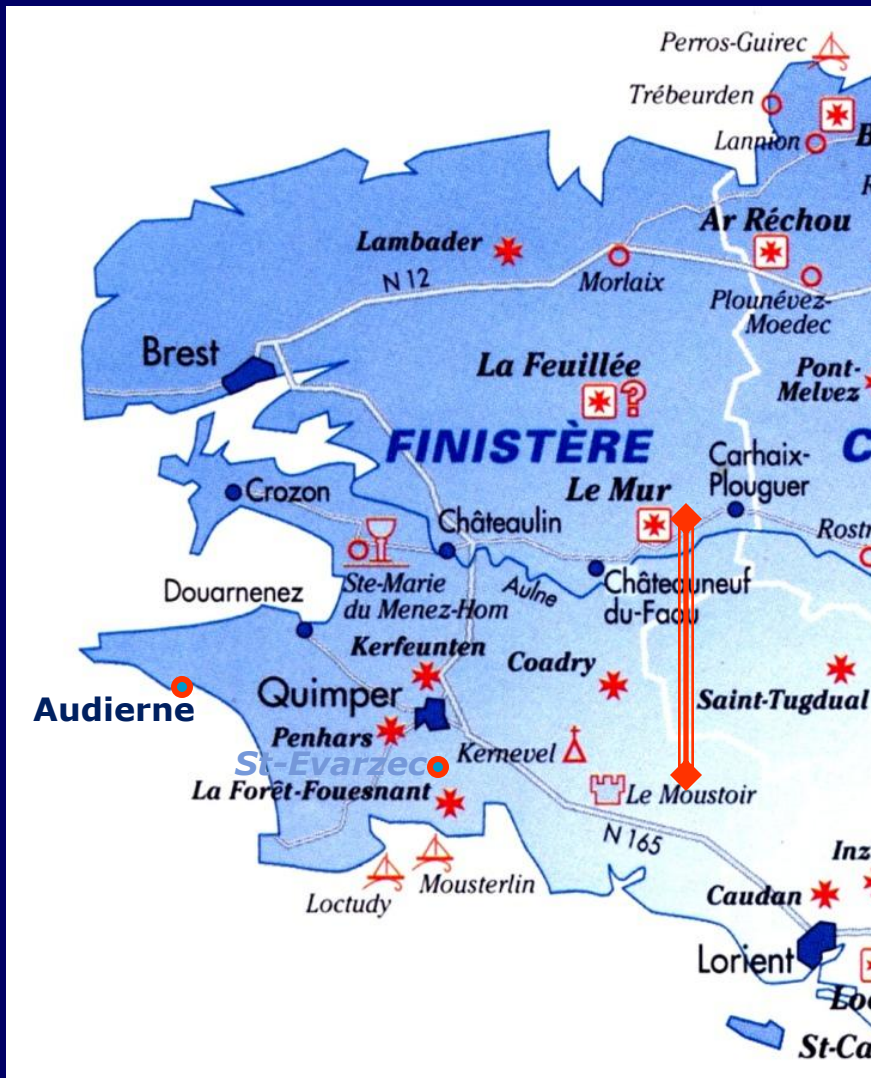 Perros-Guirec
Trébeurden
Lannion
B
R
Ar Réchou
Lambader
Morlaix
N 12
Plounévez-
Moedec
Brest
La Feuillée
?
Pont-
Melvez
FINISTÈRE
C
Carhaix-
Plouguer
Le Mur
Crozon
Châteaulin
Rostr
Ste-Marie
du Menez-Hom
Aulne
Châteauneuf
du-Faou
Douarnenez
Kerfeunten
Coadry
Quimper
Saint-Tugdual
Audierne
Penhars
Kernevel
St-Evarzec
La Forêt-Fouesnant
Le Moustoir
N 165
Inz
Mousterlin
Loctudy
Caudan
Lorient
Loc
St-Ca